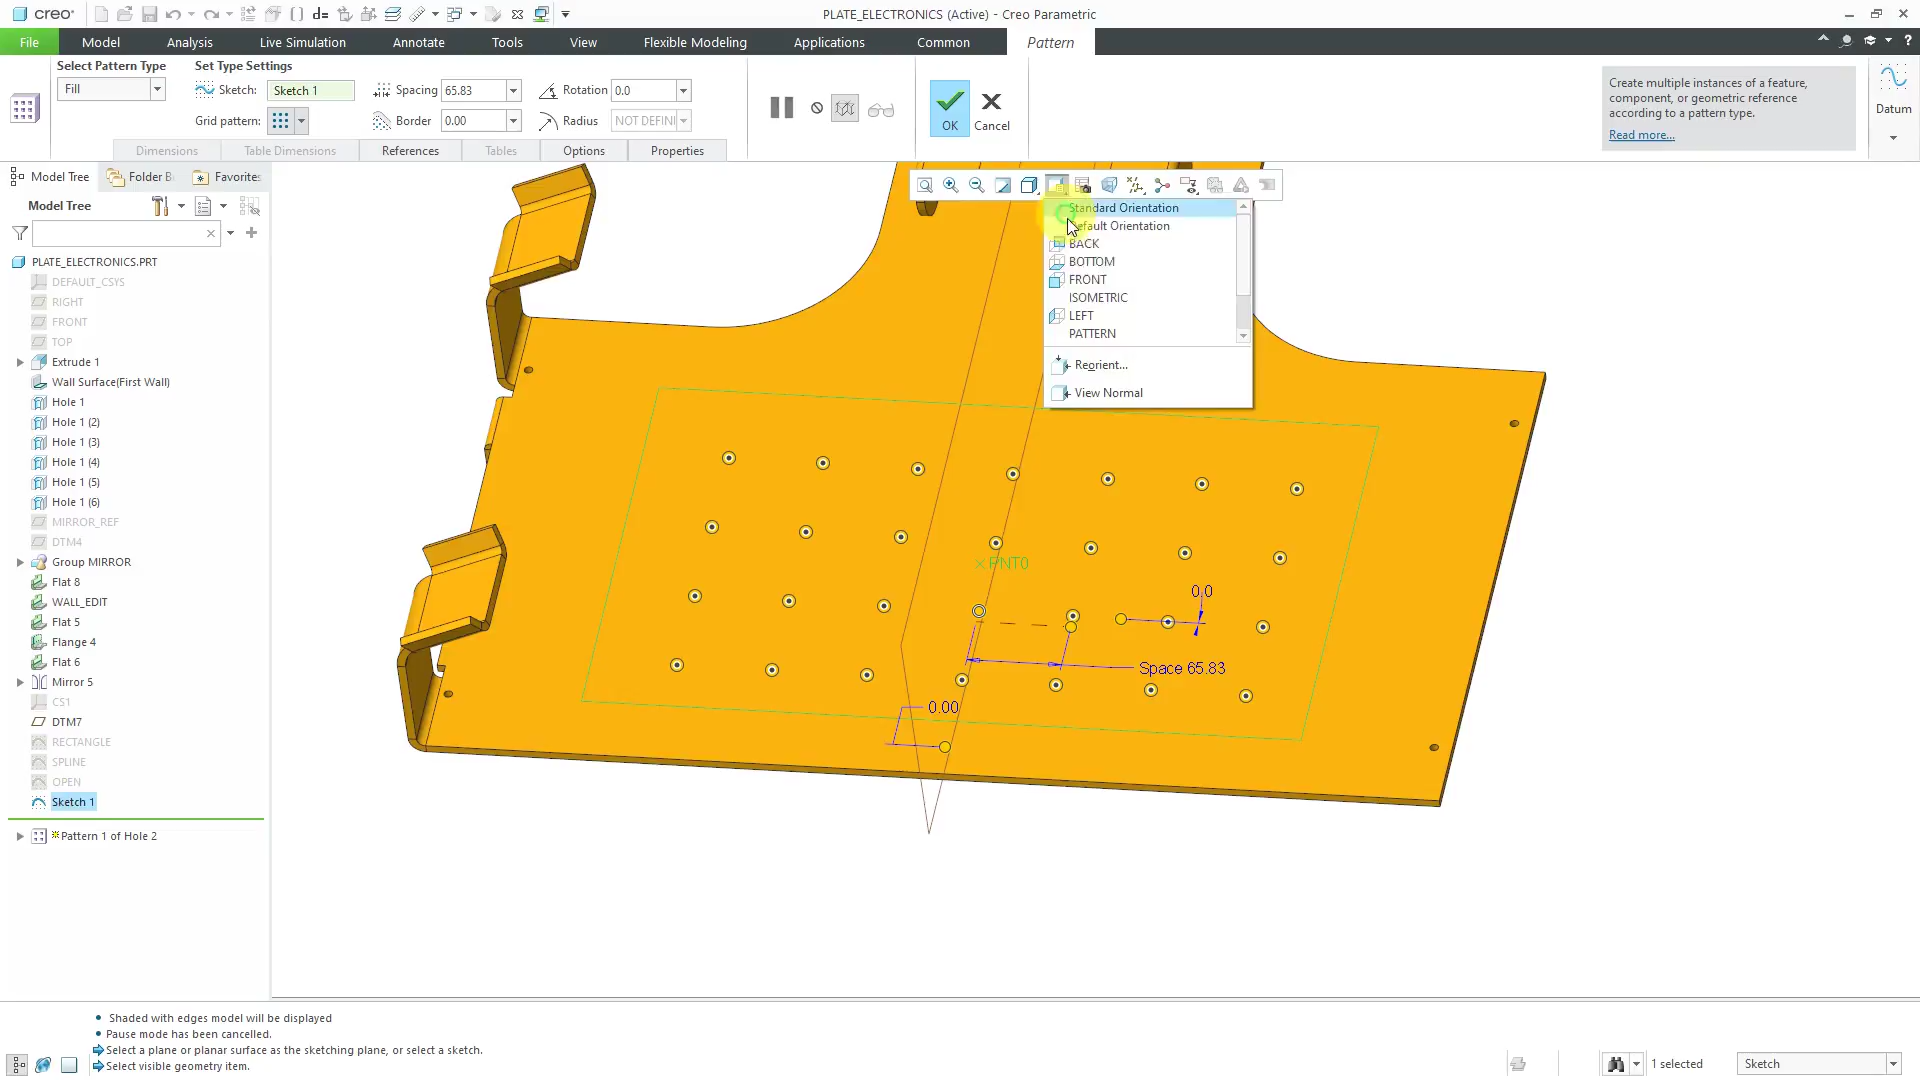 creo®
PLATE_ELECTRONICS (Active) - Creo Parametric
File
Model
Analysis
Live Simulation
Annotate
Tools
View
Flexible Modeling
Applications
Common
Pattern
Select Pattern Type
Set Type Settings
Fill
Sketch:
Sketch 1
Spacing
65.83
Rotation
0.0
Grid pattern:
Border
0.00
Radius
NOT DEFINI
OK
Cancel
Create multiple instances of a feature,
component, or geometric reference
according to a pattern type.
Read more...
Datum
Dimensions
Table Dimensions
References
Tables
Options
Properties
Model Tree
Folder B
Favorites
Model Tree
PLATE_ELECTRONICS.PRT
DEFAULT_CSYS
RIGHT
FRONT
TOP
Extrude 1
Wall Surface(First Wall)
Hole 1
Hole 1 (2)
Hole 1 (3)
Hole 1 (4)
Hole 1 (5)
Hole 1 (6)
MIRROR_REF
DTM4
Group MIRROR
Flat 8
WALL_EDIT
Flat 5
Flange 4
Flat 6
Mirror 5
CS1
DTM7
RECTANGLE
SPLINE
OPEN
Sketch 1
Pattern 1 of Hole 2
Standard Orientation
efault Orientation
BACK
BOTTOM
FRONT
ISOMETRIC
LEFT
PATTERN
Reorient...
View Normal
PNT0
0.0
Space 65.83
0.00
Shaded with edges model will be displayed
Pause mode has been cancelled.
Select a plane or planar surface as the sketching plane, or select a sketch.
Select visible geometry item.
1 selected
Sketch